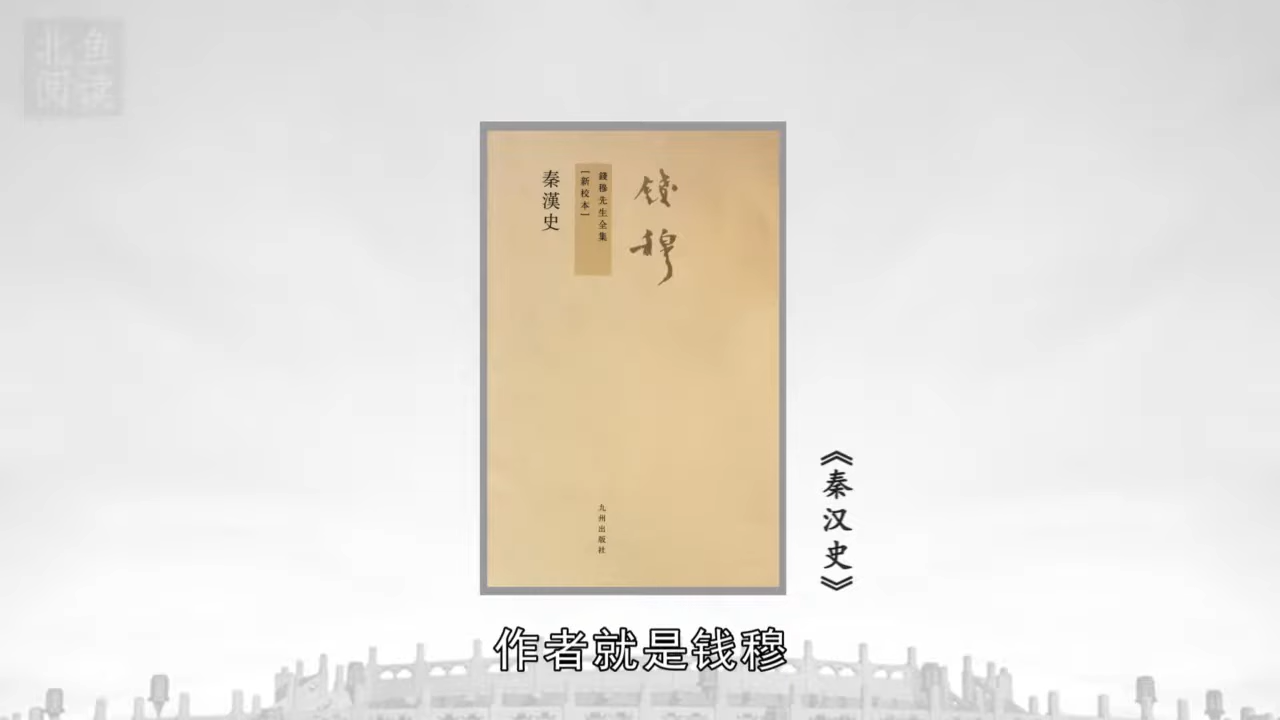 北鱼
阅读
钱穆
錢穆先生全集
[新校本]
秦漢史
九州出版社
《秦汉史》
作者就是钱穆